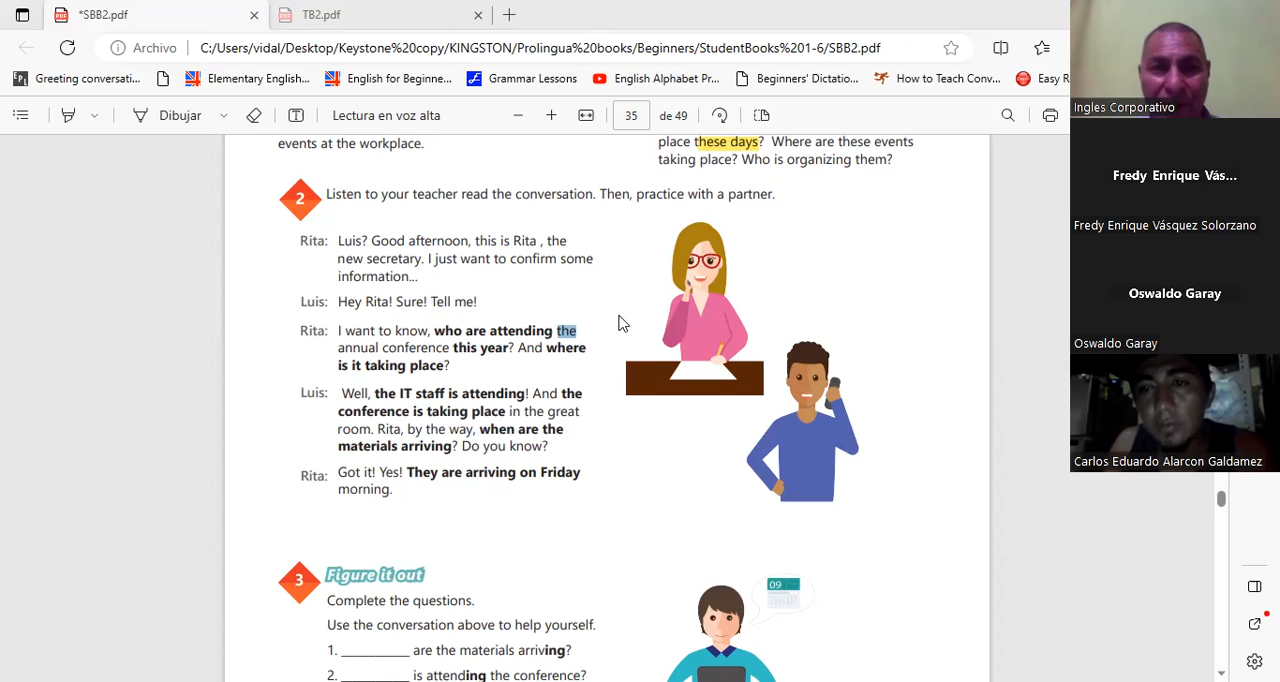 *SBB2.pdf
TB2.pdf
Archivo
C:/Users/vidal/Desktop/Keystone%20copy/KINGSTON/Prolingua%20books/Beginners/StudentBooks%201-6/SBB2.pdf
Greeting conversati...
Elementary English...
English for Beginne...
Grammar Lessons
English Alphabet Pr...
Beginners' Dictatio...
How to Teach Conv...
Easy R
Dibujar
Lectura en voz alta
35
de 49
events at the workplace.
place these days? Where are these events
taking place? Who is organizing them?
2
Listen to your teacher read the conversation. Then, practice with a partner.
Rita: Luis? Good afternoon, this is Rita , the
new secretary. I just want to confirm some
information...
Luis: Hey Rita! Sure! Tell me!
Rita: I want to know, who are attending the
annual conference this year? And where
is it taking place?
Luis: Well, the IT staff is attending! And the
conference is taking place in the great
room. Rita, by the way, when are the
materials arriving? Do you know?
Rita: Got it! Yes! They are arriving on Friday
morning.
3
Figure it out
09
Complete the questions.
Use the conversation above to help yourself.
1. __________ are the materials arriving?
2. __________ is attending the conference?
Ingles Corporativo
Fredy Enrique Vás...
Fredy Enrique Vásquez Solorzano
Oswaldo Garay
Oswaldo Garay
Carlos Eduardo Alarcon Galdamez